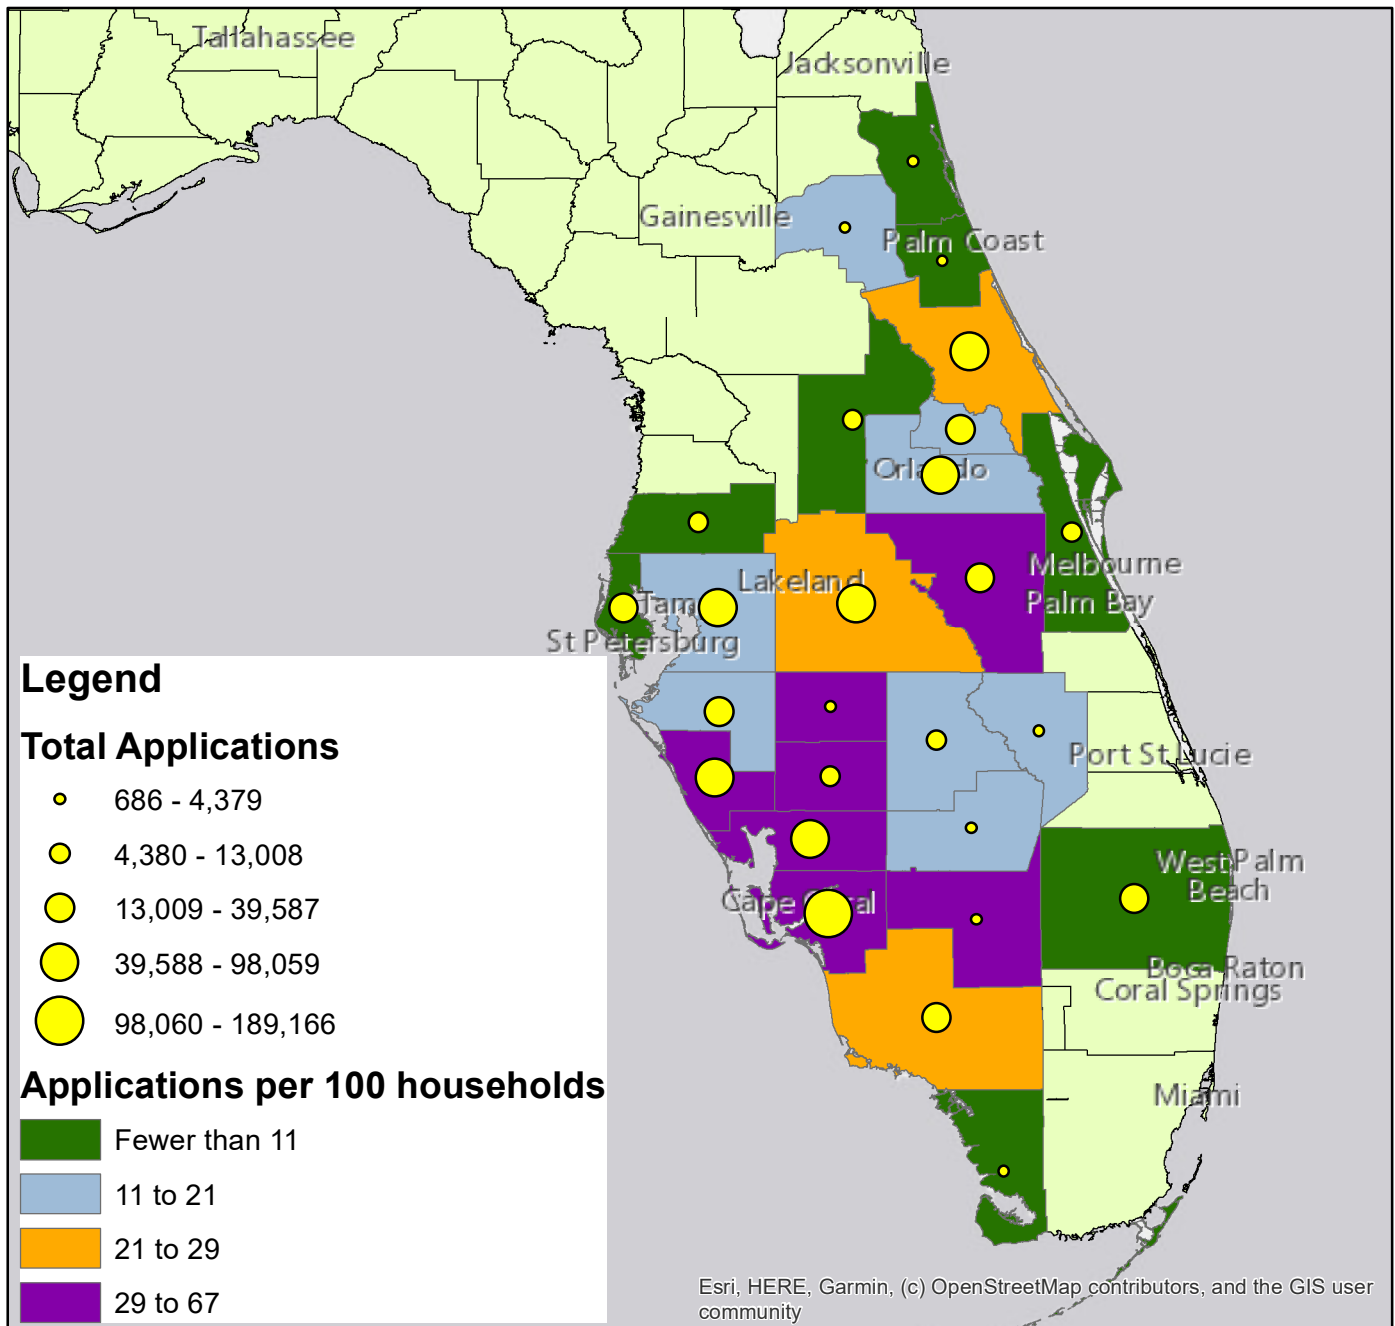 Tallahassee
Jacksonville
Gainesville
Palm Coast
Orlando
Melbourne
Lakeland
Tam
Palm Bay
St Petersburg
Legend
Total Applications
686 - 4,379
4,380 - 13,008
13,009 - 39,587
39,588 - 98,059
98,060 - 189,166
Port St Lucie
West Palm
Beach
Cape Coral
Boca Raton
Coral Springs
Miami
Applications per 100 households
Fewer than 11
11 to 21
21 to 29
29 to 67
Esri, HERE, Garmin, (c) OpenStreetMap contributors, and the GIS user
community